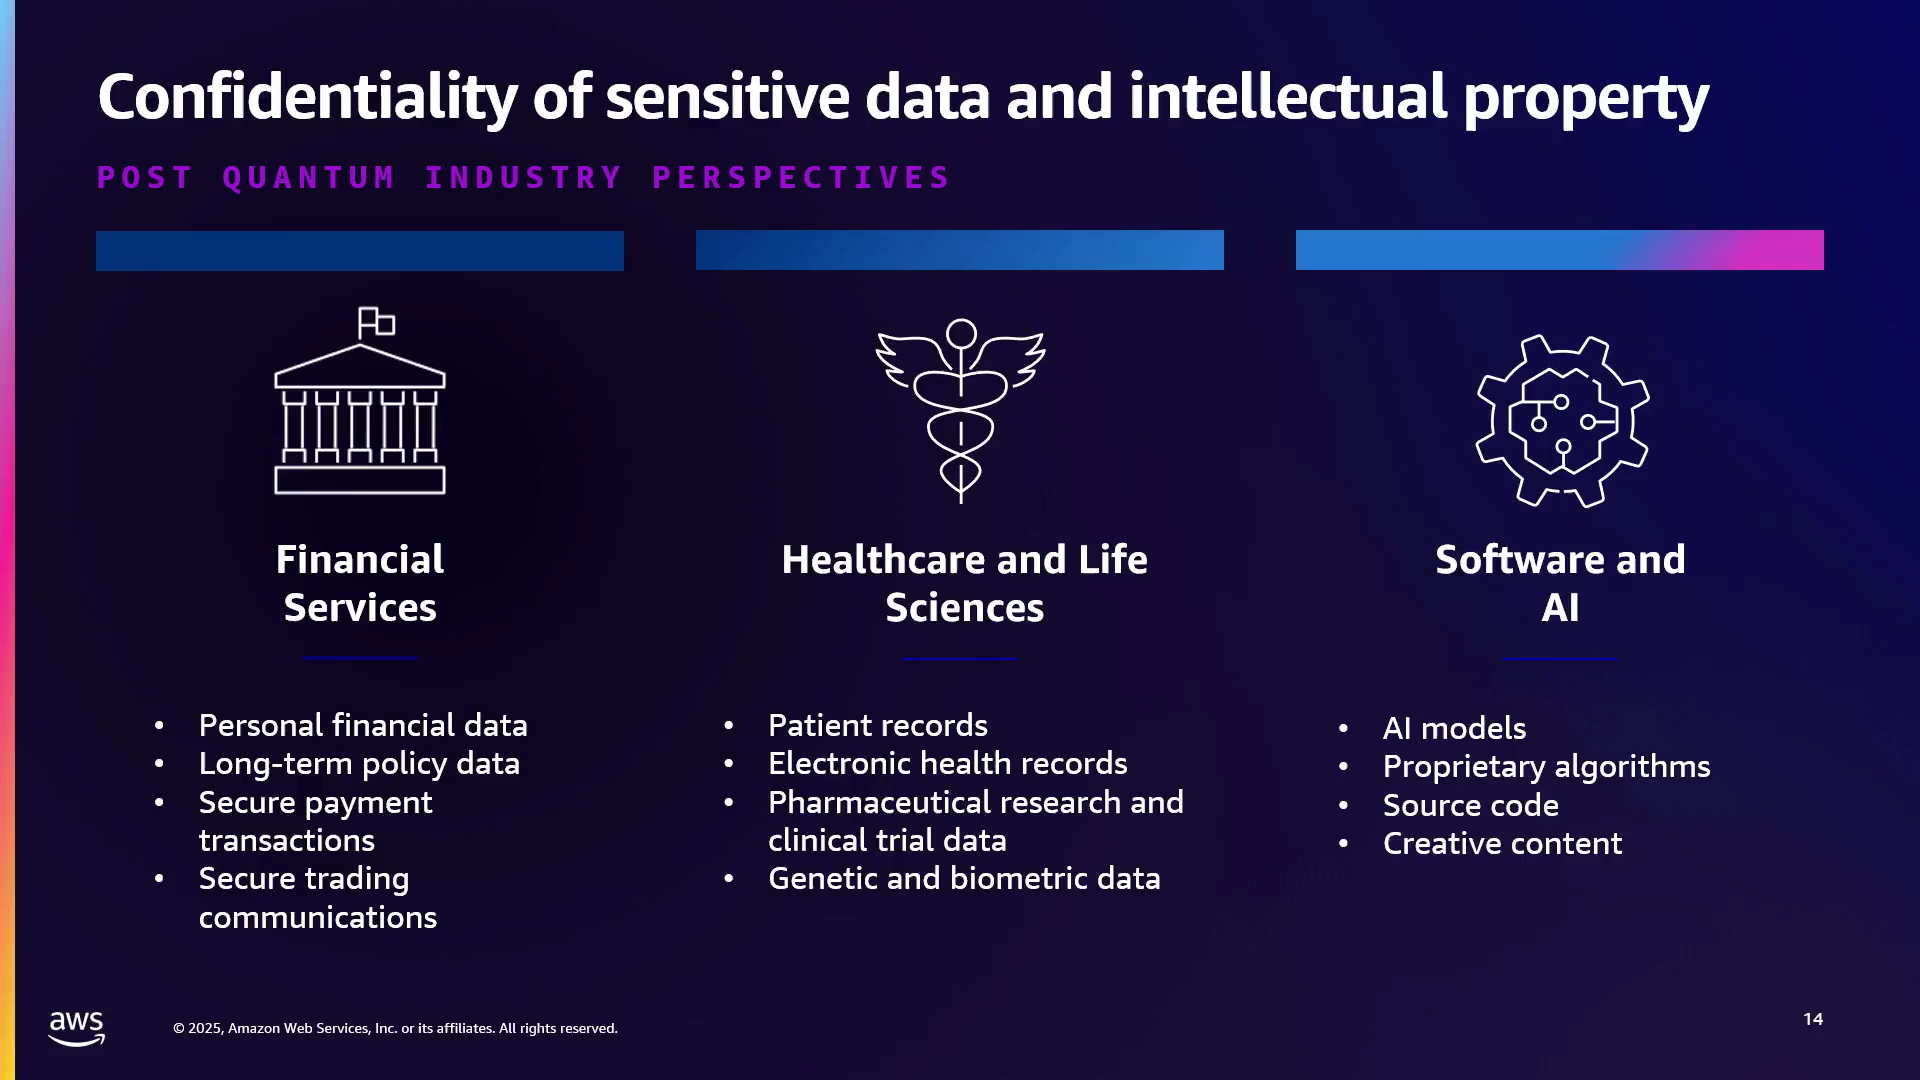 Confidentiality of sensitive data and intellectual property
POST QUANTUM INDUSTRY PERSPECTIVES
Financial
Services
• Personal financial data
• Long-term policy data
• Secure payment
transactions
• Secure trading
communications
Healthcare and Life
Sciences
• Patient records
• Electronic health records
• Pharmaceutical research and
clinical trial data
• Genetic and biometric data
Software and
AI
• AI models
• Proprietary algorithms
• Source code
• Creative content
aws
© 2025, Amazon Web Services, Inc. or its affiliates. All rights reserved.
14